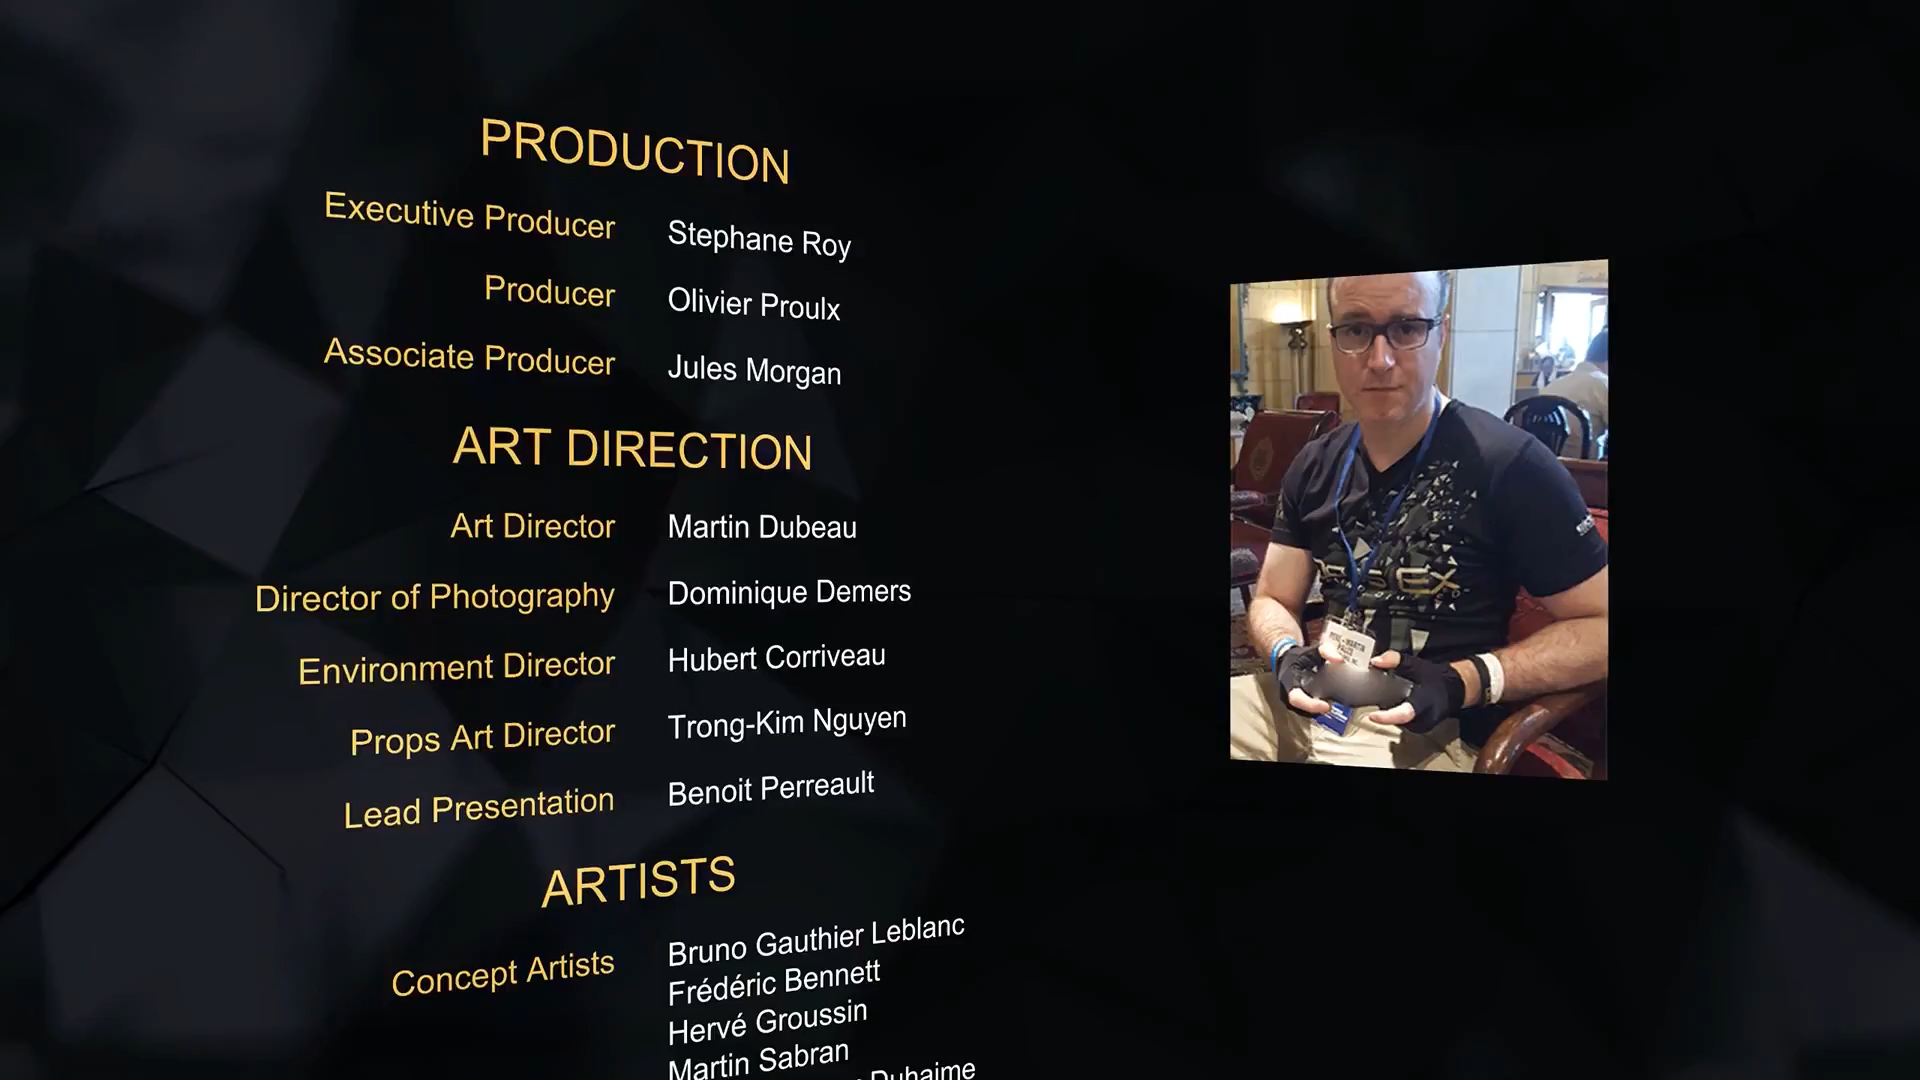 PRODUCTION
Executive Producer Stephane Roy
Producer Olivier Proulx
Associate Producer Jules Morgan
ART DIRECTION
Art Director Martin Dubeau
Director of Photography Dominique Demers
Environment Director Hubert Corriveau
Props Art Director Trong-Kim Nguyen
Lead Presentation Benoit Perreault
ARTISTS
Concept Artists Bruno Gauthier Leblanc
Frédéric Bennett
Hervé Groussin
Martin Sabran
Duhaime
EX